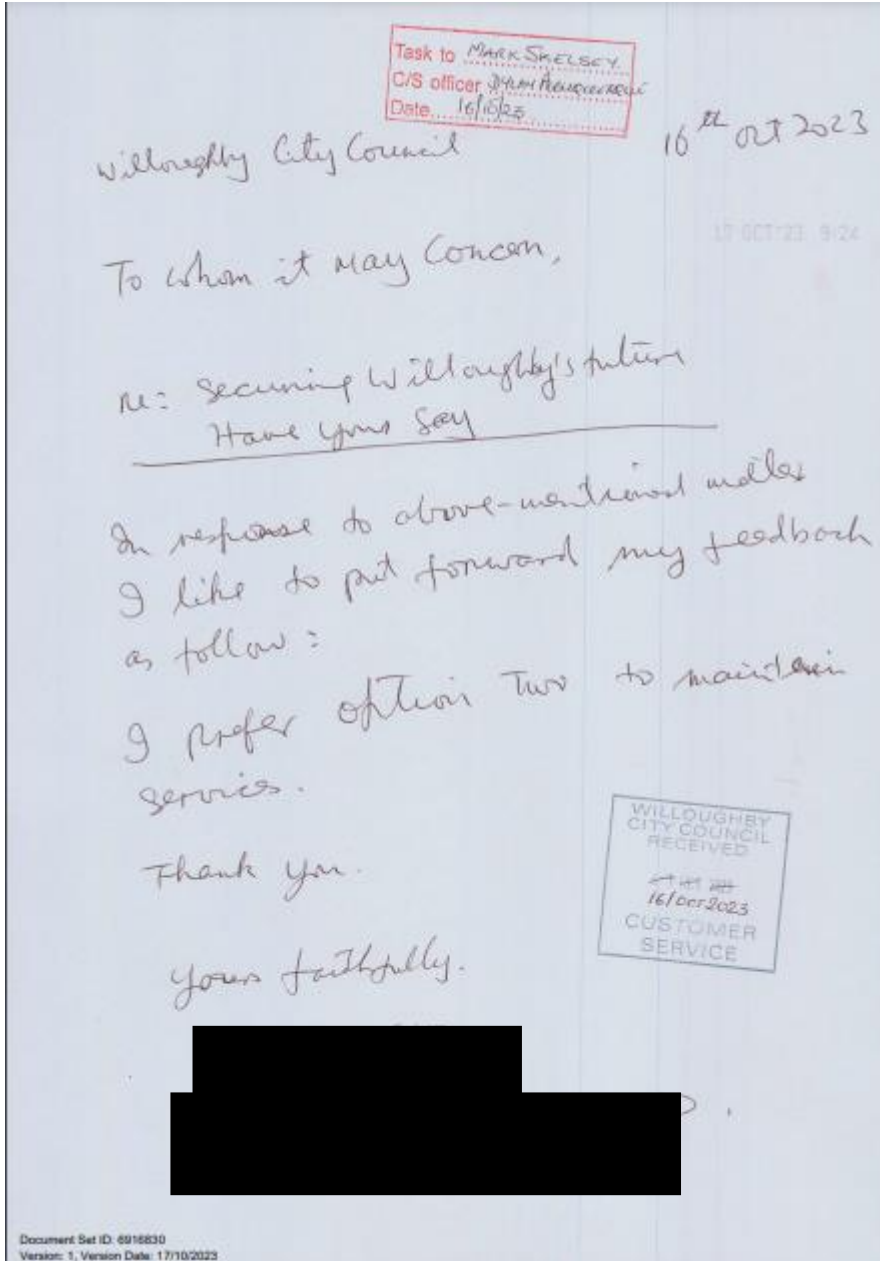 Task to MARK SKELSEY
C/S officer DYLAN
Date 16/10/23
16th Oct 2023
Willoughby City Council
17 OCT'23 9:24
To whom it May Concern,
Re: Securing Willoughby's future
Have your Say
In response to above-mentioned matter
I like to put forward my feedback
as follow:
I prefer option Two to maintain
services.
WILLOUGHBY
CITY COUNCIL
RECEIVED
16/Oct 2023
CUSTOMER
SERVICE
Thank you.
Yours faithfully.
Document Set ID: 6916830
Version: 1, Version Date: 17/10/2023